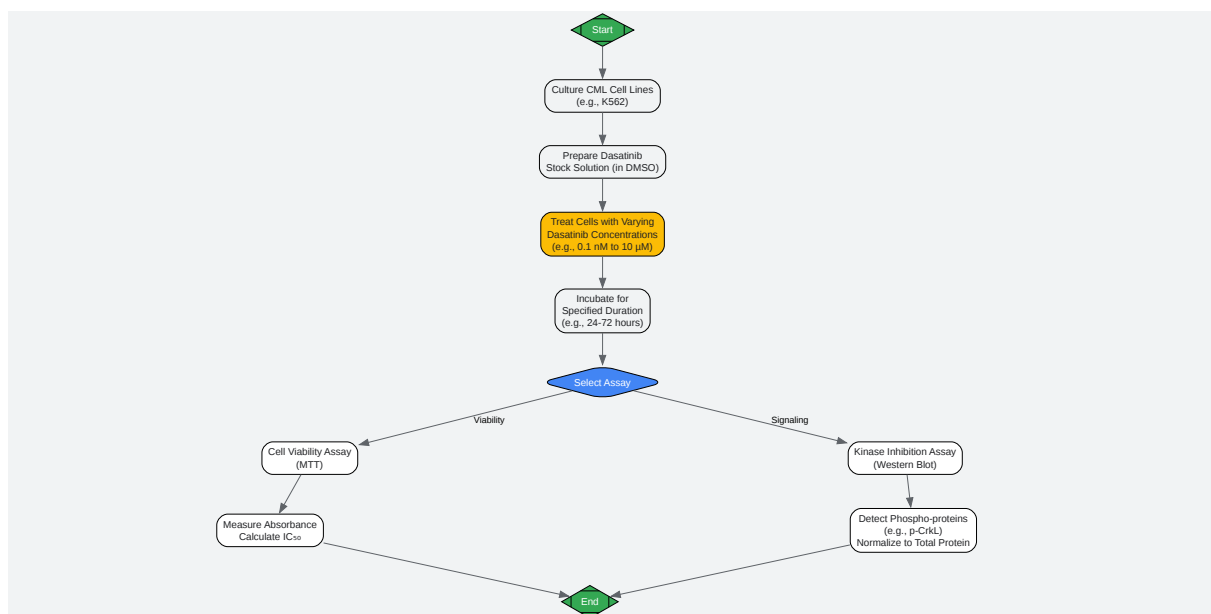 Start
Culture CML Cell Lines
(e.g., K562)
Prepare Dasatinib
Stock Solution (in DMSO)
Treat Cells with Varying
Dasatinib Concentrations
(e.g., 0.1 nM to 10 µM)
Incubate for
Specified Duration
(e.g., 24-72 hours)
Select Assay
Viability
Signaling
Cell Viability Assay
(MTT)
Kinase Inhibition Assay
(Western Blot)
Measure Absorbance
Calculate IC₅₀
Detect Phospho-proteins
(e.g., p-CrkL)
Normalize to Total Protein
End